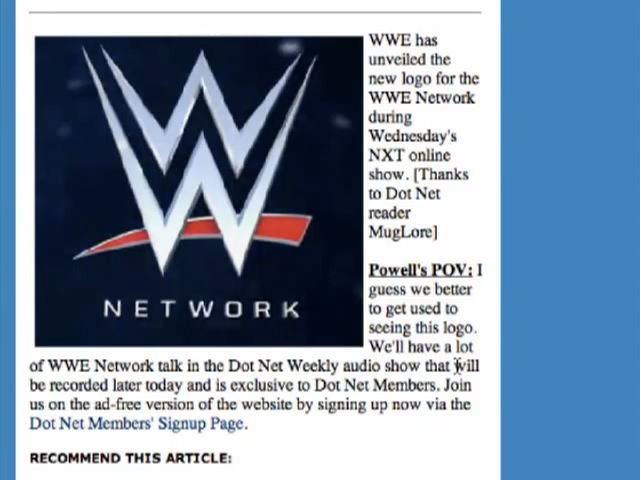 WWE has
unveiled the
new logo for the
WWE Network
during
Wednesday's
NXT online
show. [Thanks
to Dot Net
reader
MugLore]
W
NETWORK
Powell's POV: I
guess we better
to get used to
seeing this logo.
We'll have a lot
of WWE Network talk in the Dot Net Weekly audio show that will
be recorded later today and is exclusive to Dot Net Members. Join
us on the ad-free version of the website by signing up now via the
Dot Net Members' Signup Page.
RECOMMEND THIS ARTICLE: